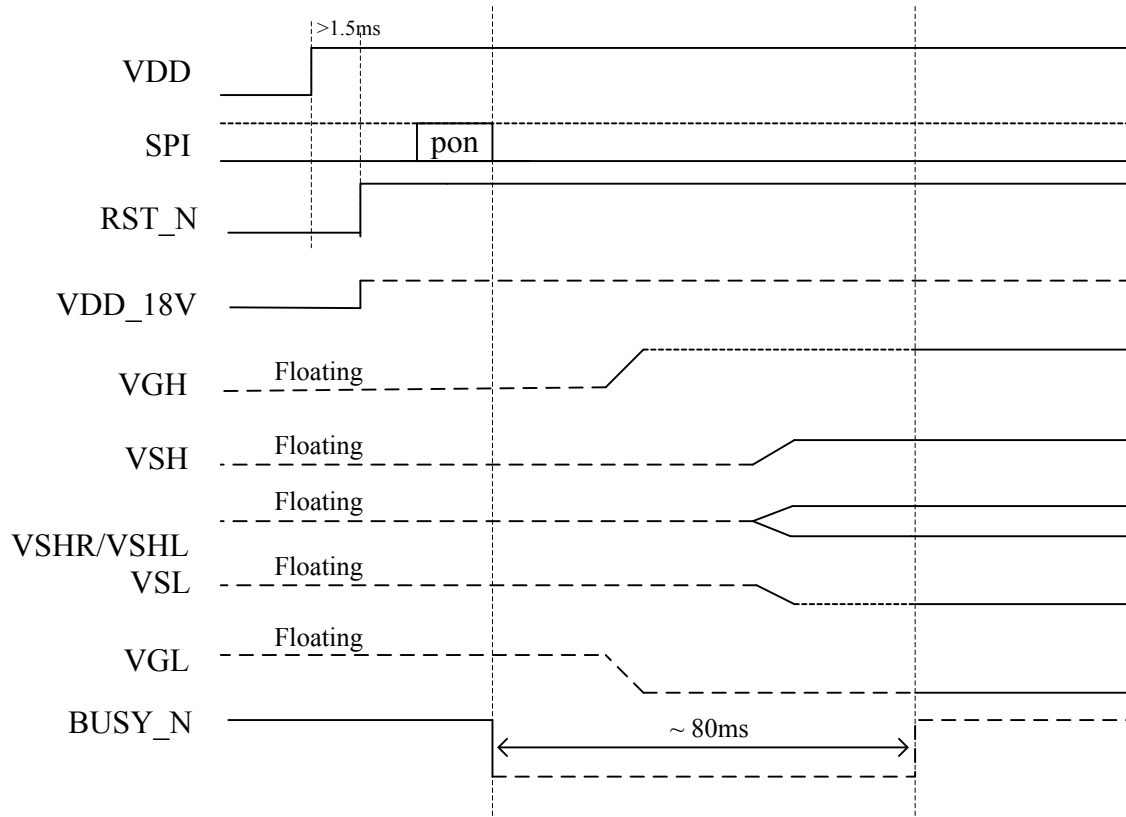 >1.5ms
VDD
SPI
pon
RST_N
VDD_18V
Floating
VGH
Floating
VSH
Floating
VSHR/VSHL
Floating
VSL
Floating
VGL
BUSY_N
~ 80ms